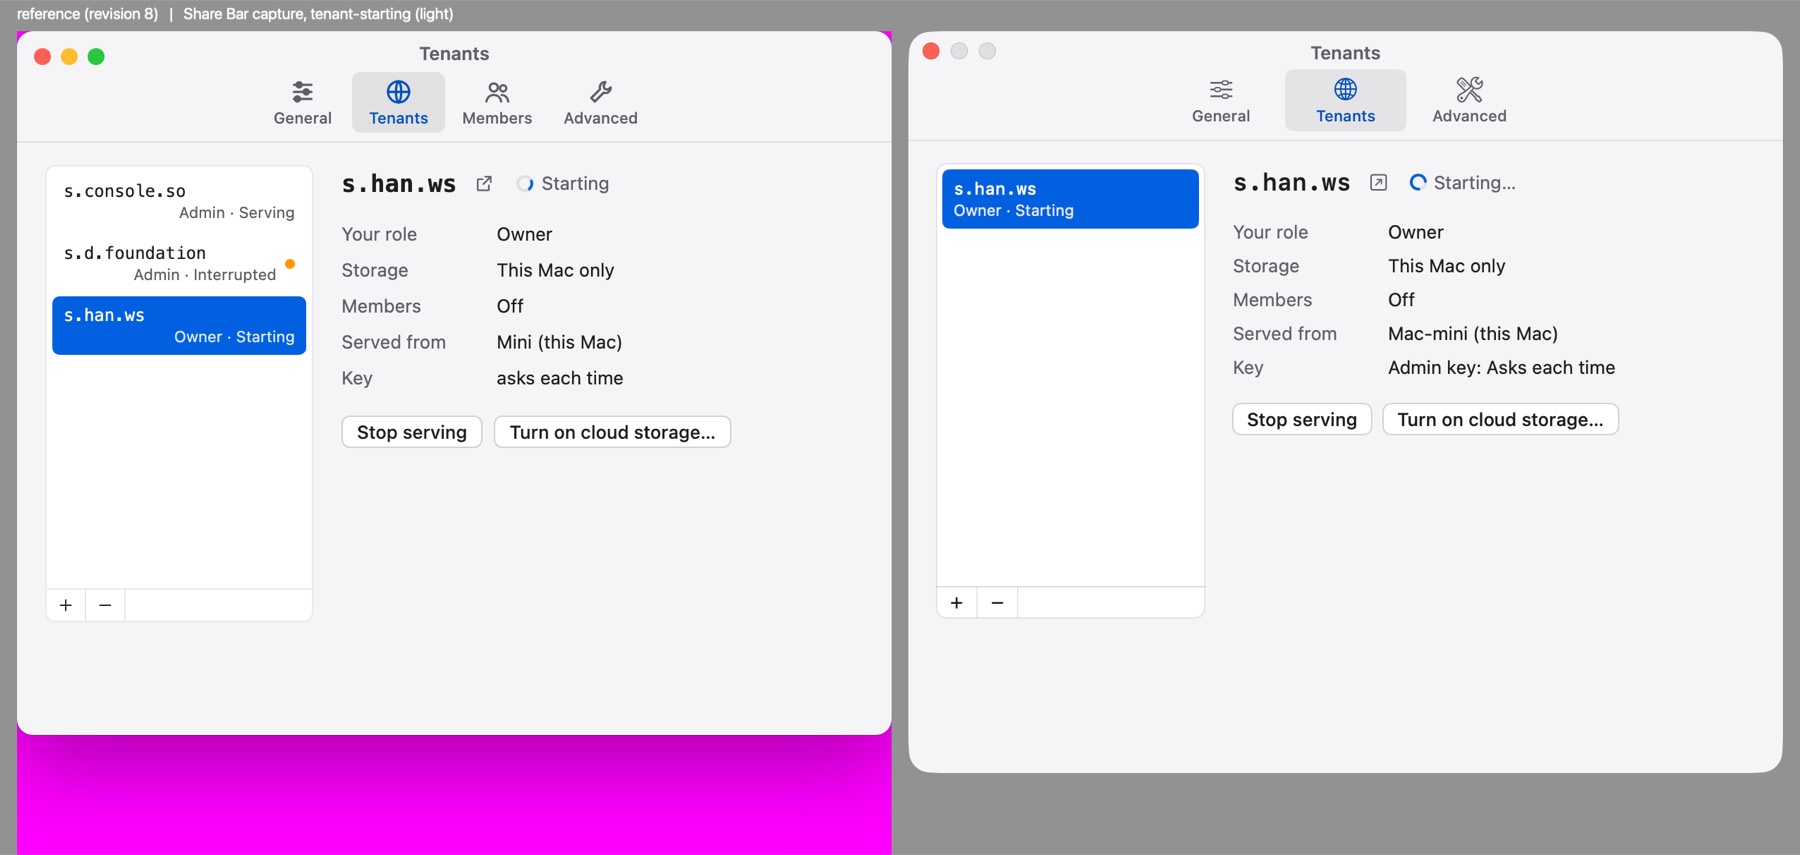 reference (revision 8) | Share Bar capture, tenant-starting (light)
Tenants
General Tenants Members Advanced
s.console.so
Admin · Serving
s.d.foundation
Admin · Interrupted
s.han.ws
Owner · Starting
+ −
s.han.ws Starting
Your role Owner
Storage This Mac only
Members Off
Served from Mini (this Mac)
Key asks each time
Stop serving Turn on cloud storage...
Tenants
General Tenants Advanced
s.han.ws
Owner · Starting
+ −
s.han.ws Starting...
Your role Owner
Storage This Mac only
Members Off
Served from Mac-mini (this Mac)
Key Admin key: Asks each time
Stop serving Turn on cloud storage...